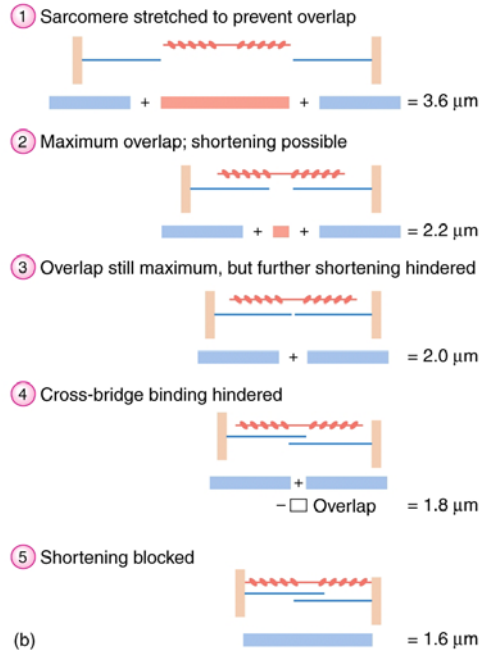 1 Sarcomere stretched to prevent overlap
+ + = 3.6 μm
2 Maximum overlap; shortening possible
+ + = 2.2 μm
3 Overlap still maximum, but further shortening hindered
+ = 2.0 μm
4 Cross-bridge binding hindered
+
– Overlap = 1.8 μm
5 Shortening blocked
(b) = 1.6 μm